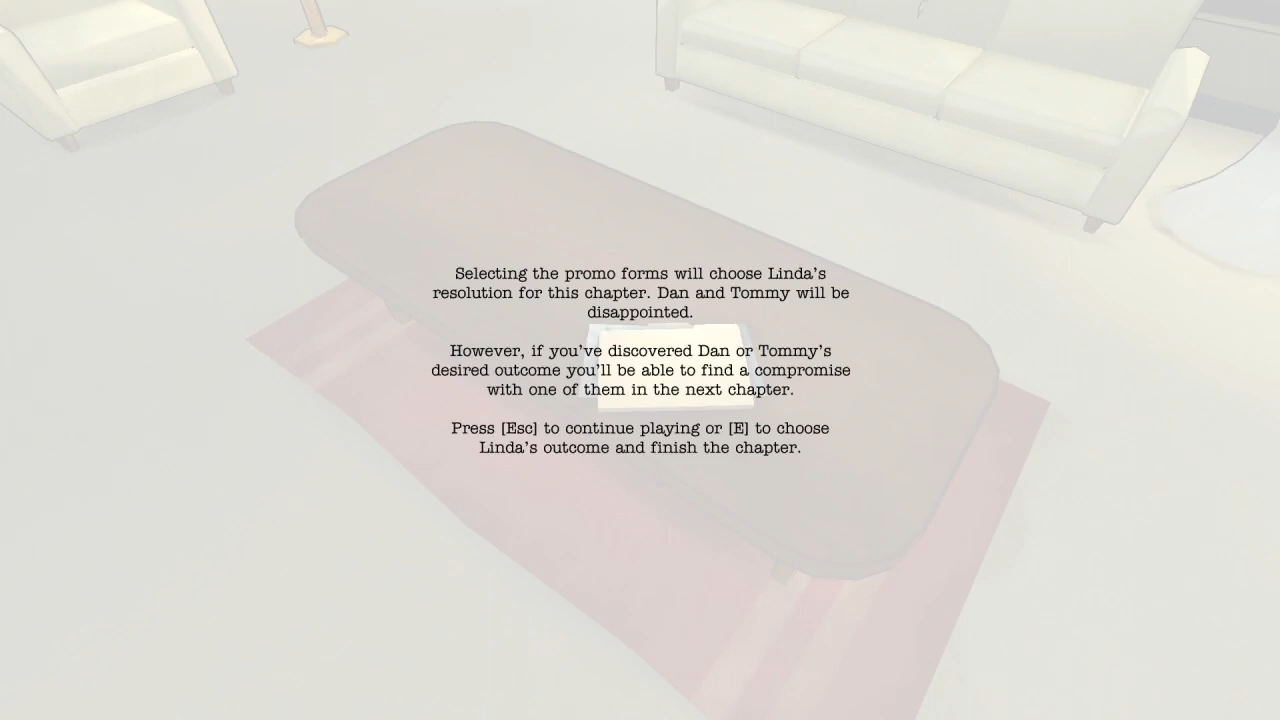 Selecting the promo forms will choose Linda's
resolution for this chapter. Dan and Tommy will be
disappointed.
However, if you've discovered Dan or Tommy's
desired outcome you'll be able to find a compromise
with one of them in the next chapter.
Press [Esc] to continue playing or [E] to choose
Linda's outcome and finish the chapter.